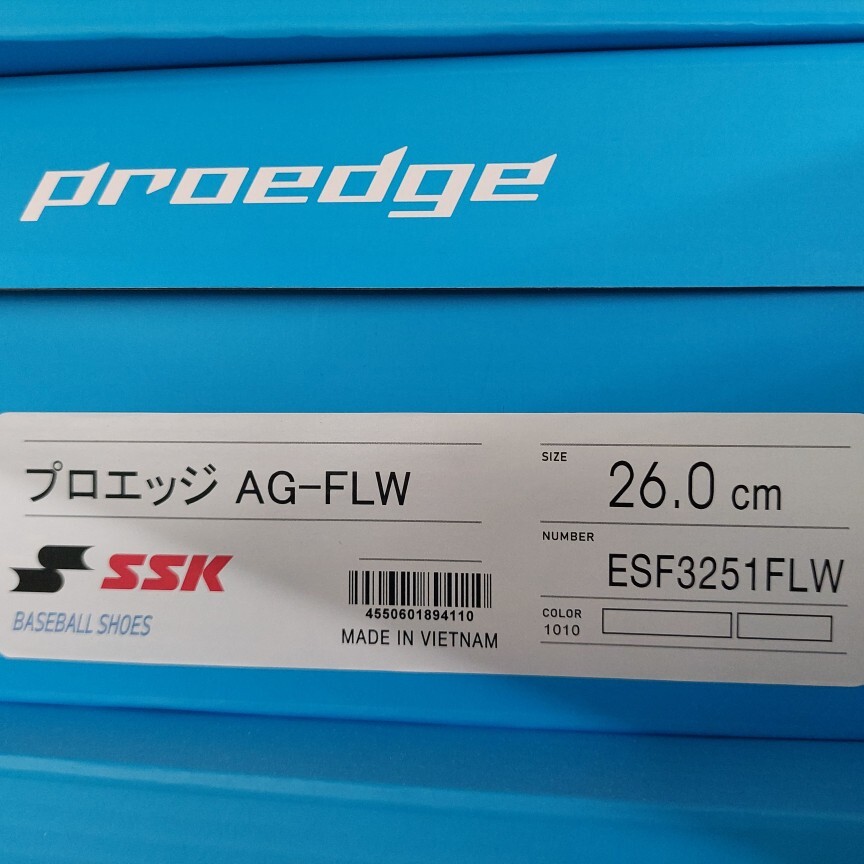 proedge
プロエッジ AG-FLW
SSK
BASEBALL SHOES
4550601894110
MADE IN VIETNAM
SIZE
26.0 cm
NUMBER
ESF3251FLW
COLOR
1010